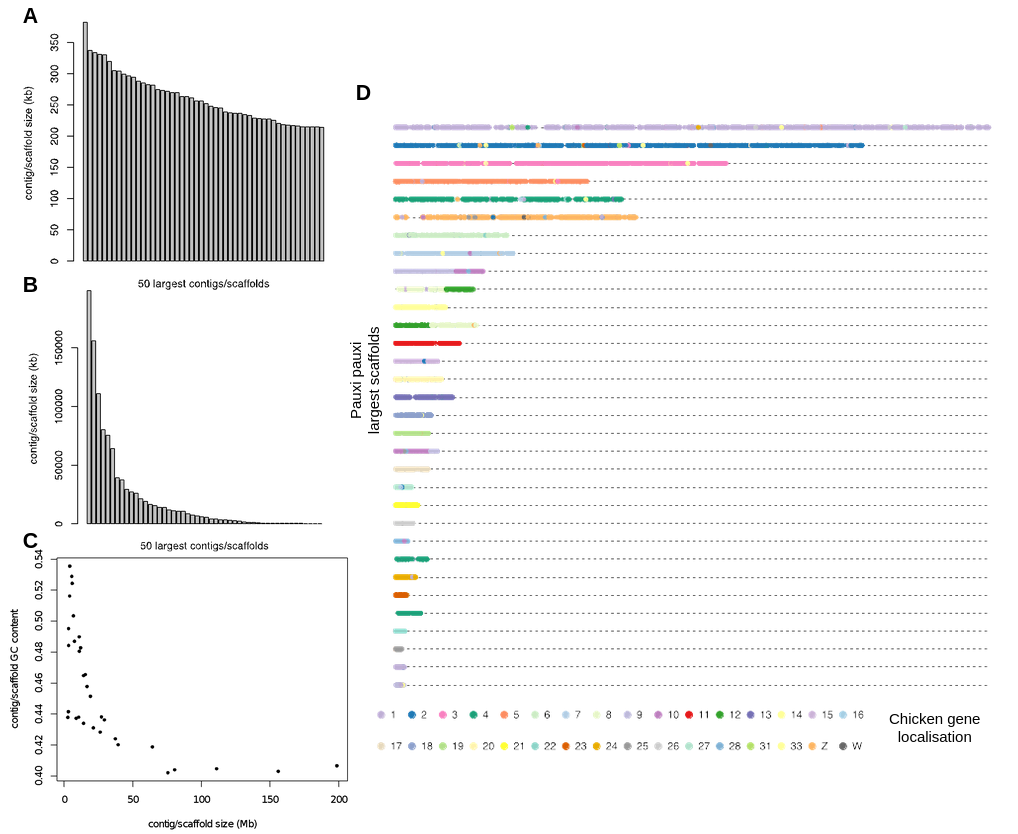 A
contig/scaffold size (kb)
350
300
250
200
150
100
50
0
50 largest contigs/scaffolds
B
contig/scaffold size (kb)
150000
100000
50000
0
50 largest contigs/scaffolds
C
contig/scaffold GC content
0.54
0.52
0.50
0.48
0.46
0.44
0.42
0.40
0 50 100 150 200
contig/scaffold size (Mb)
D
Pauxi pauxi
largest scaffolds
1 2 3 4 5 6 7 8 9 10 11 12 13 14 15 16
17 18 19 20 21 22 23 24 25 26 27 28 31 33 Z W
Chicken gene
localisation